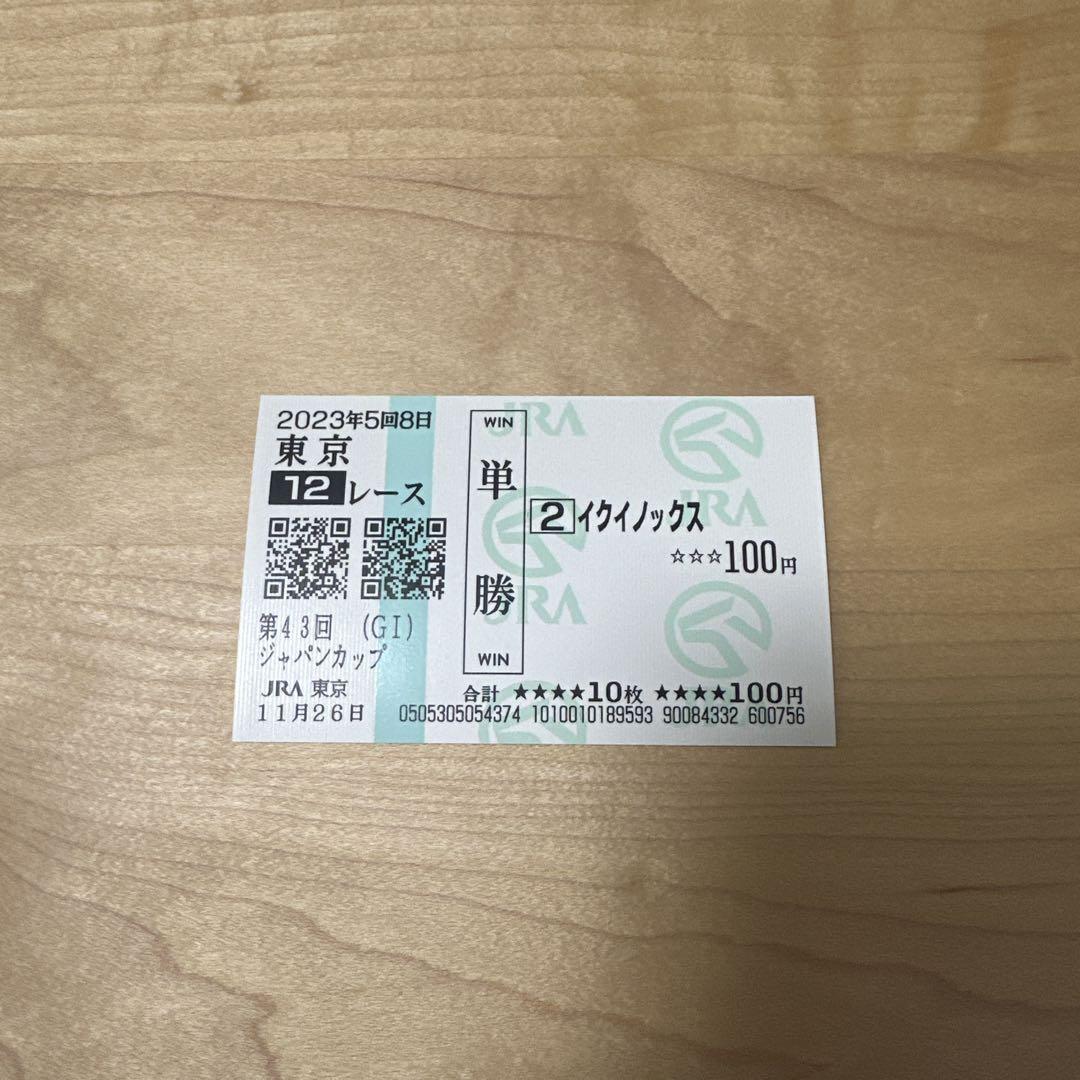 2023年5回8日
東京
12レース
第43回 (GⅠ)
ジャパンカップ
JRA 東京
11月26日
WIN
単勝
WIN
2 イクイノックス
☆☆☆100円
合計 ★★★★10枚 ★★★★100円
0505305054374 1010010189593 90084332 600756
JRA
JRA
JRA